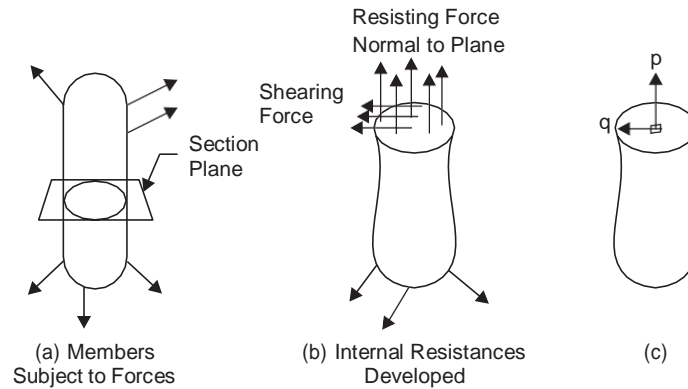 Resisting Force
Normal to Plane
Shearing
Force
Section
Plane
p
q
(a) Members
Subject to Forces
(b) Internal Resistances
Developed
(c)